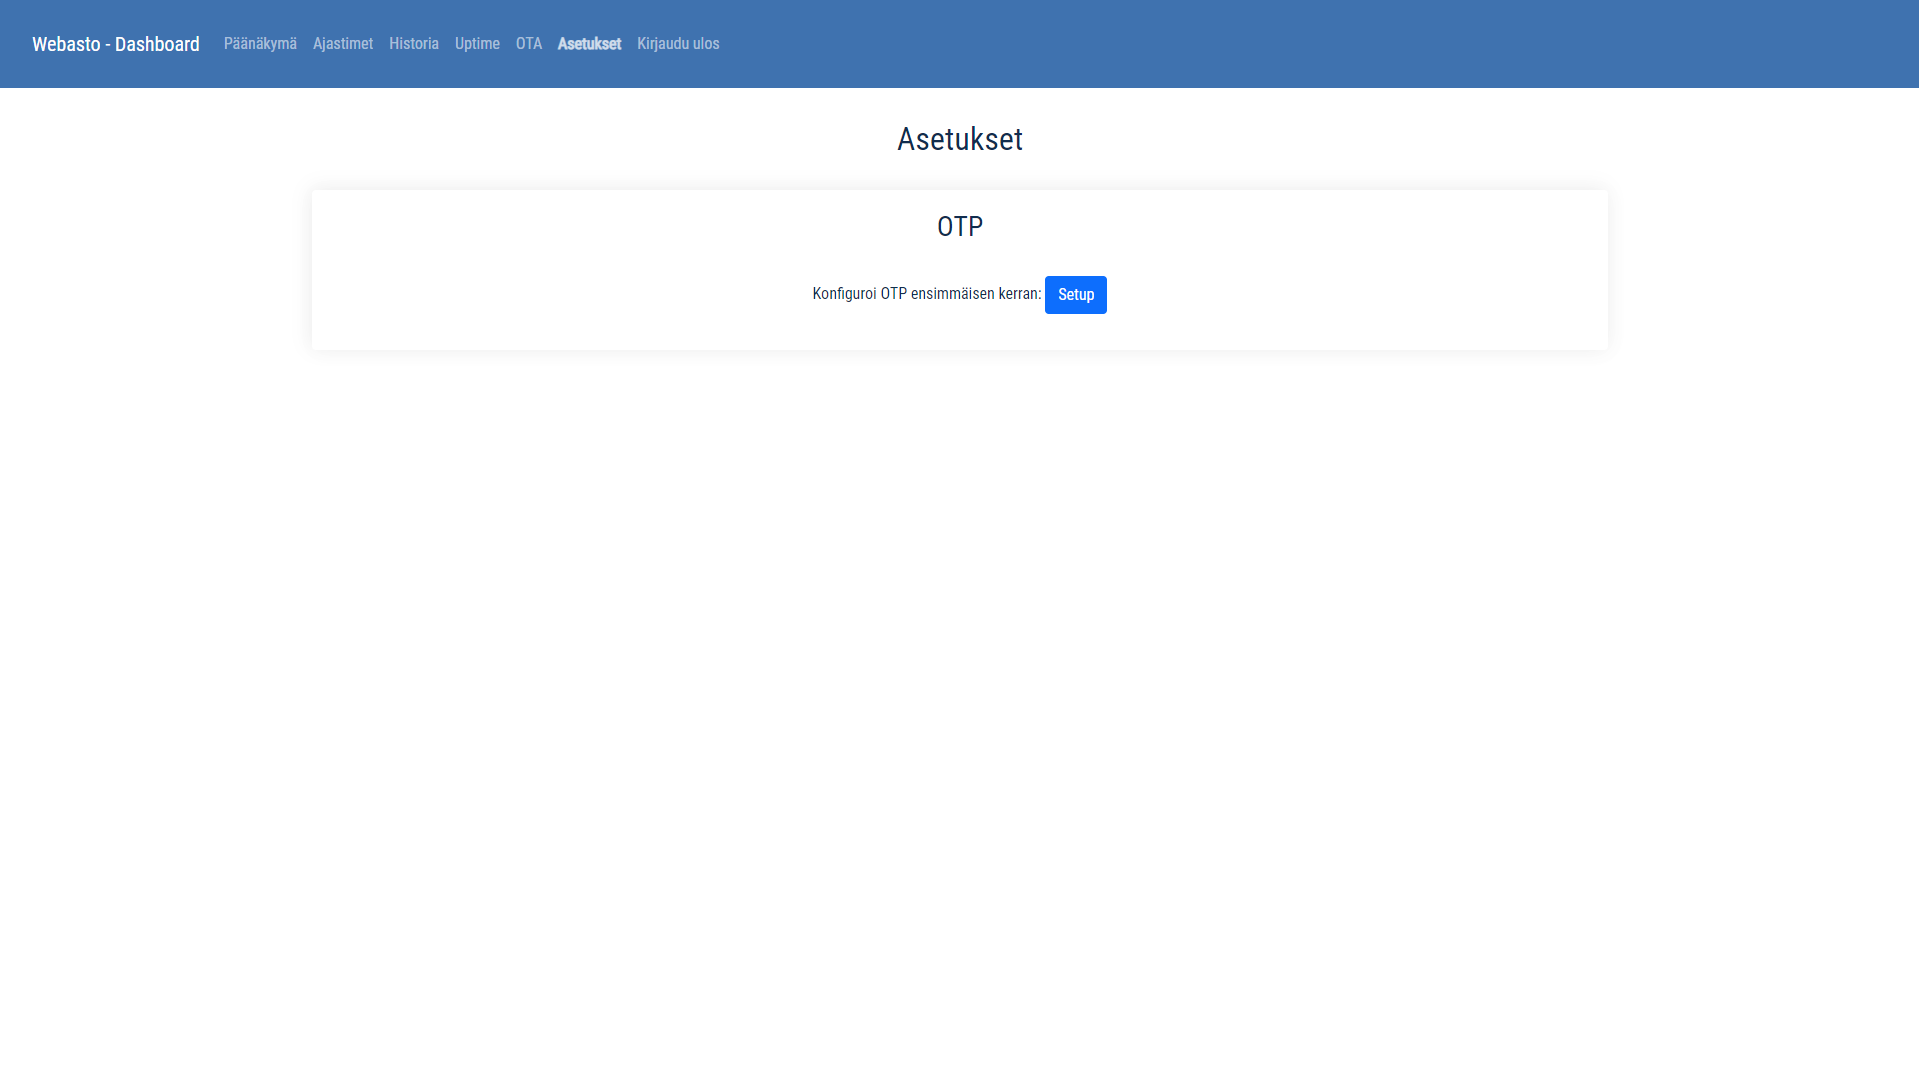 Webasto - Dashboard Päänäkymä Ajastimet Historia Uptime OTA Asetukset Kirjaudu ulos
Asetukset
OTP
Konfiguroi OTP ensimmäisen kerran: Setup